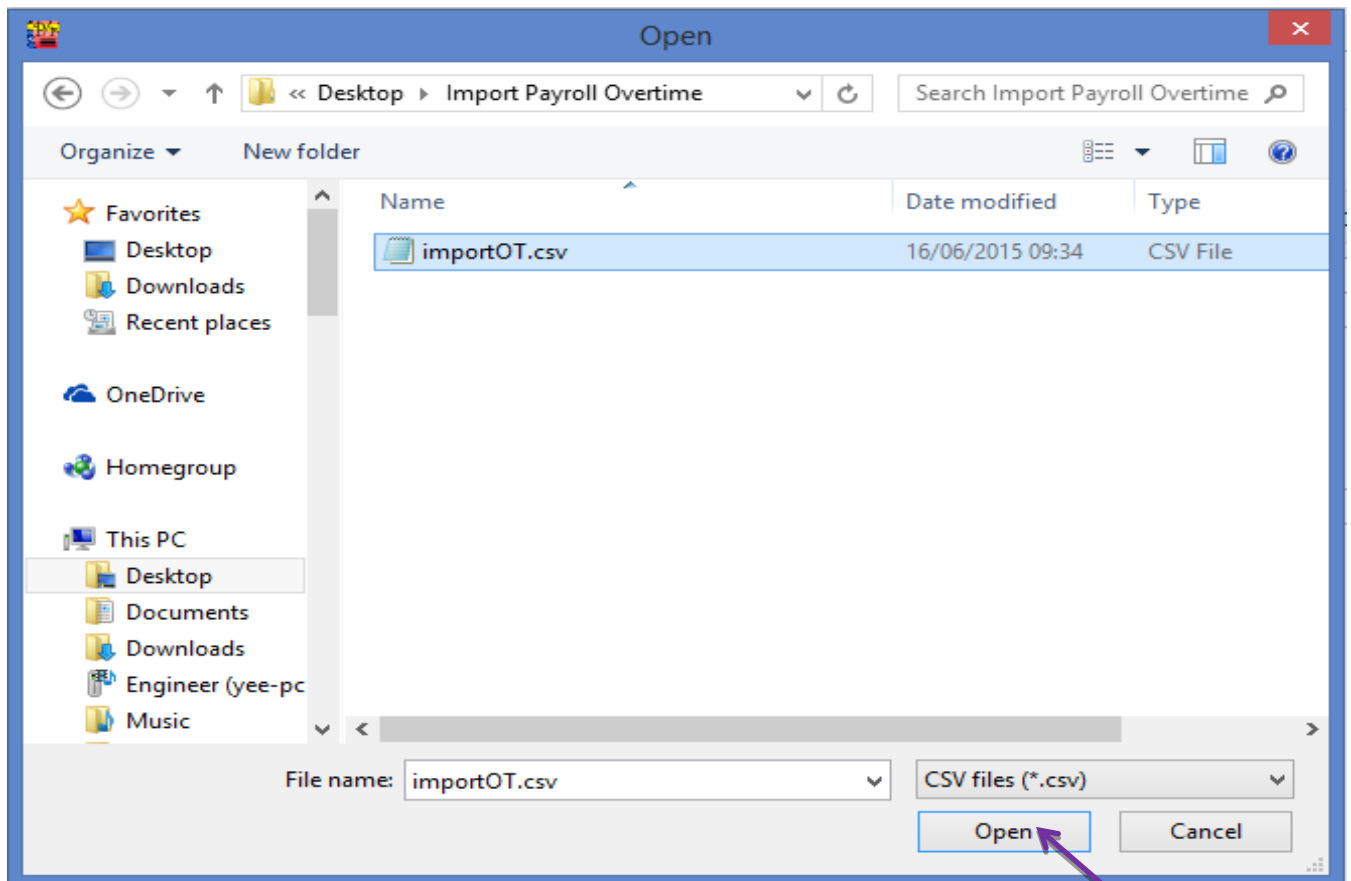 Open
« Desktop Import Payroll Overtime
Search Import Payroll Overtime
Organize
New folder
Name
Date modified
Type
Favorites
importOT.csv
16/06/2015 09:34
CSV File
Desktop
Downloads
Recent places
OneDrive
Homegroup
This PC
Desktop
Documents
Downloads
Engineer (yee-pc
Music
File name:
importOT.csv
CSV files (*.csv)
Open
Cancel